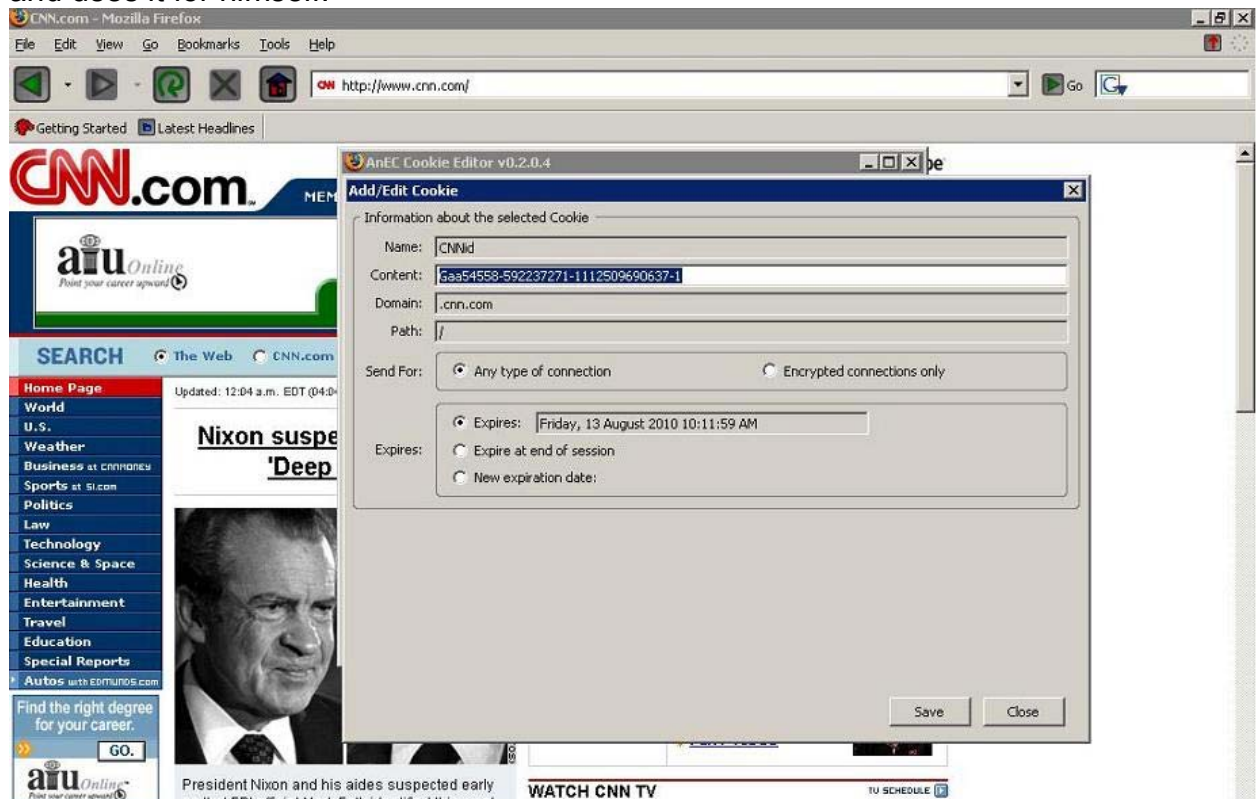 CNN.com - Mozilla Firefox
File Edit View Go Bookmarks Tools Help
http://www.cnn.com/
Go
Getting Started Latest Headlines
CNN.com
AnEC Cookie Editor v0.2.0.4
Add/Edit Cookie
Information about the selected Cookie
Name: CNNid
Content: Gaa54558-592237271-1112509690637-1
Domain: .cnn.com
Path: /
Send For: Any type of connection Encrypted connections only
Expires: Expires: Friday, 13 August 2010 10:11:59 AM
Expire at end of session
New expiration date:
Save Close
aiu Online
Point your career upward
SEARCH The Web CNN.com
Home Page
World
U.S.
Weather
Business at CNNMONEY
Sports at SI.com
Politics
Law
Technology
Science & Space
Health
Entertainment
Travel
Education
Special Reports
Autos with EDMUNDS.com
Find the right degree
for your career.
GO.
aiu Online
Point your career upward
Updated: 12:04 a.m. EDT
Nixon suspe
'Deep
President Nixon and his aides suspected early
WATCH CNN TV
TV SCHEDULE